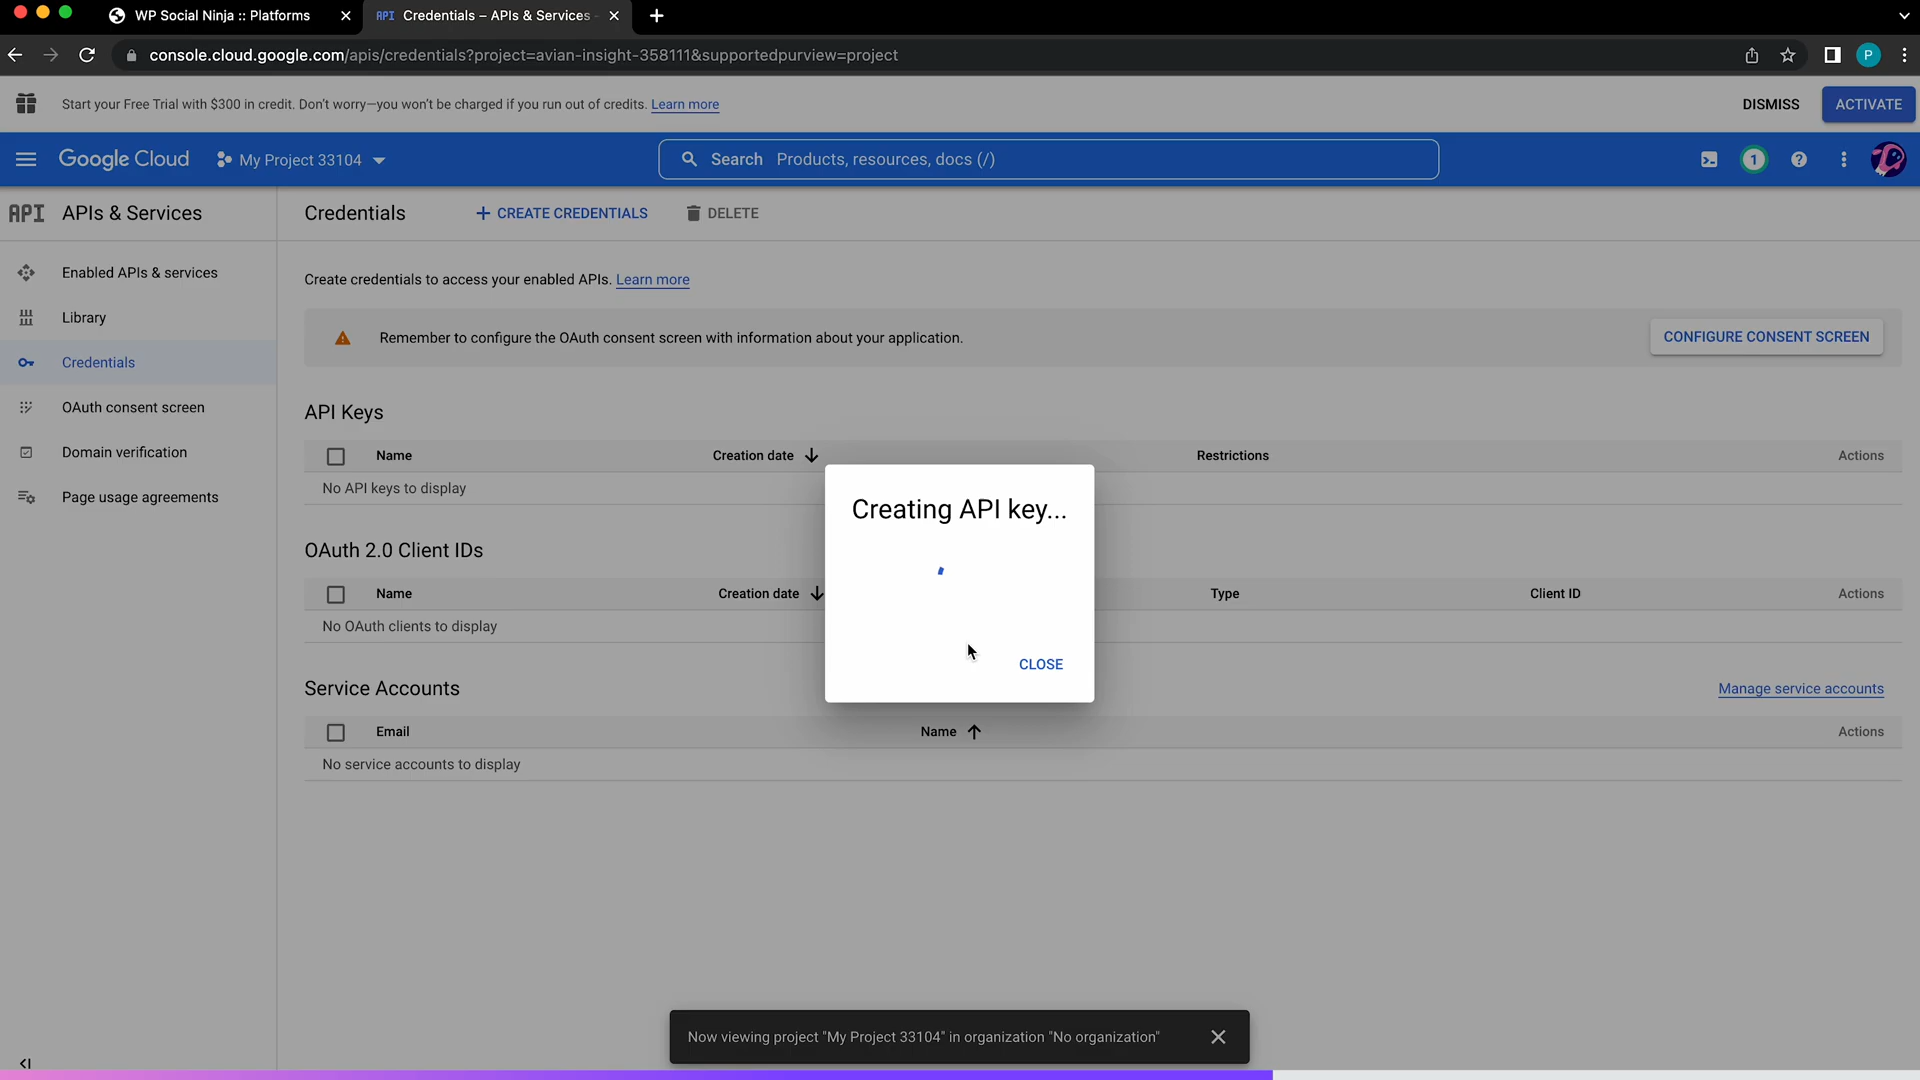 WP Social Ninja :: Platforms
API Credentials – APIs & Services -
console.cloud.google.com/apis/credentials?project=avian-insight-358111&supportedpurview=project
P
Start your Free Trial with $300 in credit. Don't worry—you won't be charged if you run out of credits. Learn more
DISMISS
ACTIVATE
Google Cloud
My Project 33104
Search Products, resources, docs (/)
1
API APIs & Services
Credentials
CREATE CREDENTIALS
DELETE
Enabled APIs & services
Library
Credentials
OAuth consent screen
Domain verification
Page usage agreements
Create credentials to access your enabled APIs. Learn more
Remember to configure the OAuth consent screen with information about your application.
CONFIGURE CONSENT SCREEN
API Keys
Name Creation date Restrictions Actions
No API keys to display
Creating API key...
CLOSE
OAuth 2.0 Client IDs
Name Creation date Type Client ID Actions
No OAuth clients to display
Service Accounts
Manage service accounts
Email Name Actions
No service accounts to display
Now viewing project "My Project 33104" in organization "No organization"